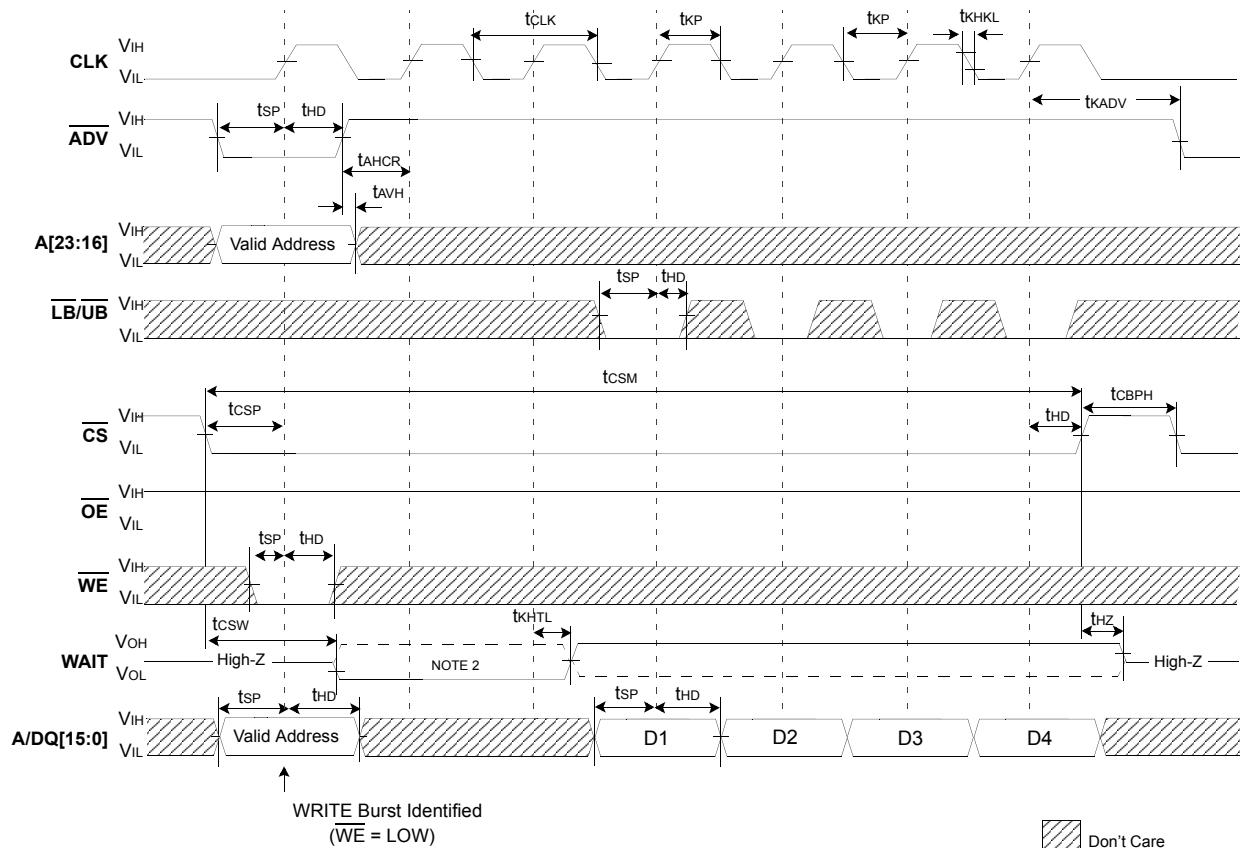 tCLK tKP tKP tKHKL
CLK VIH
VIL
tKADV
ADV VIH
VIL
tSP tHD
tAHCR
tAVH
A[23:16] VIH
VIL
Valid Address
LB/UB VIH
VIL
tSP tHD
tCSM
CS VIH
VIL
tCSP tHD tCBPH
OE VIH
VIL
WE VIH
VIL
tSP tHD
tCSW tKHTL tHZ
WAIT VOH
VOL
High-Z NOTE 2 High-Z
tSP tHD tSP tHD
A/DQ[15:0] VIH
VIL
Valid Address D1 D2 D3 D4
WRITE Burst Identified
(WE = LOW)
Don't Care